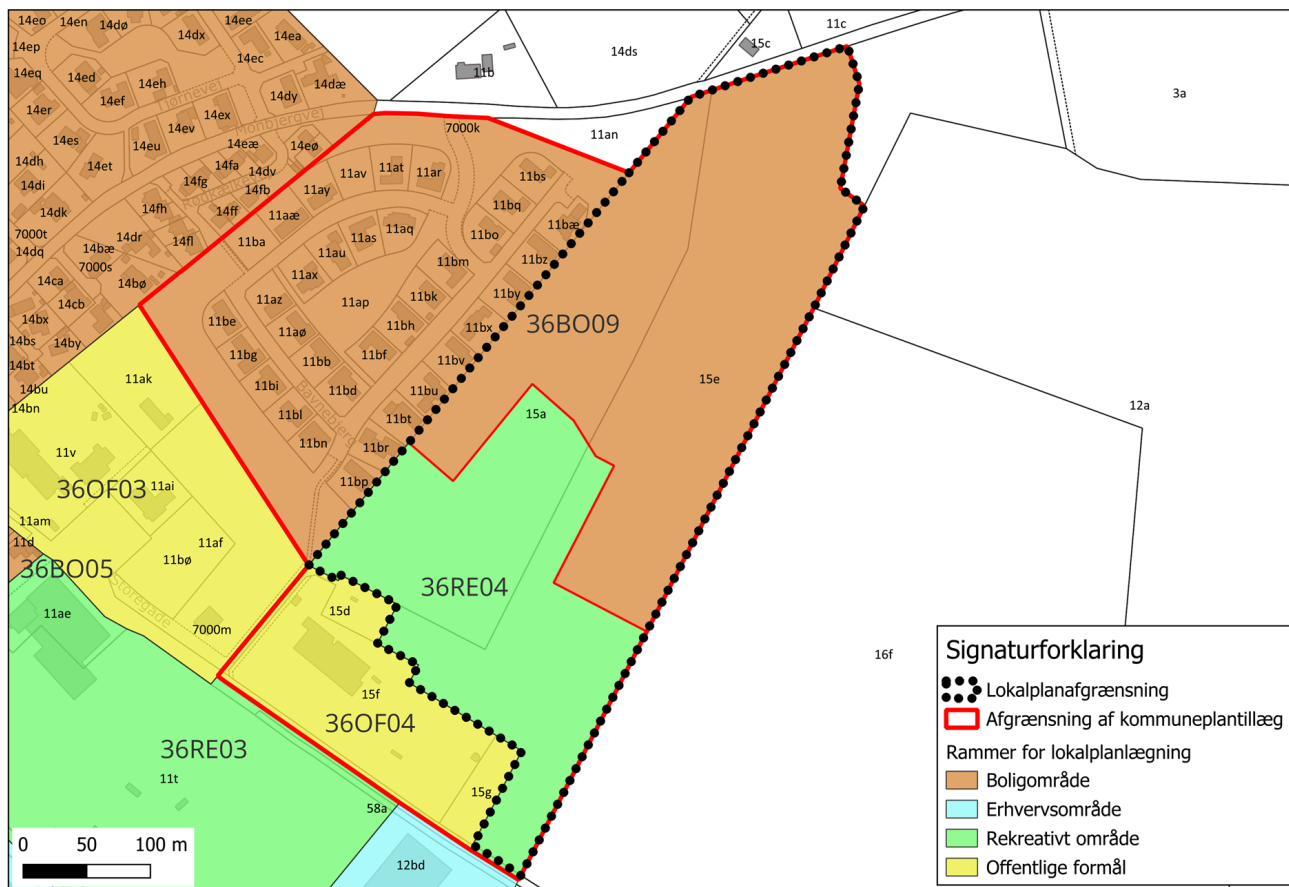 14eo
14en
14dø
14ee
14ep
14dx
14ea
14ec
14eq
14ed
14eh
14dæ
14ef
14dy
Tørnevej
14er
14ev
14ex
Mønbjergvej
14es
14eu
14eæ
14eø
14dh
14et
14fa
14dv
14di
14fg
14fb
14dk
14fh
14ff
7000t
14dr
14fl
14dq
14bæ
7000s
14ca
14bø
14cb
14bx
14bs
14by
14bt
14bu
14bn
11b
14ds
15c
11c
3a
7000k
11an
11av
11at
11ar
11ay
11aæ
11ba
11bs
11bq
11bæ
11bo
11aq
11as
11au
11bm
11bz
11ax
11az
11ap
11bk
11by
11be
11aø
11bh
11bx
11bg
11bb
11bf
11bv
11bi
11bd
11bu
11bl
11bt
11bn
Ravnebjerg
11br
11bp
36BO09
15e
15a
12a
11ak
11v
36OF03
11ai
11am
11d
11af
11bø
36BO05
Storegade
11ae
7000m
36RE04
15d
15f
36OF04
15g
16f
36RE03
11t
58a
12bd
0 50 100 m
Signaturforklaring
Lokalplanafgrænsning
Afgrænsning af kommuneplantillæg
Rammer for lokalplanlægning
Boligområde
Erhvervsområde
Rekreativt område
Offentlige formål